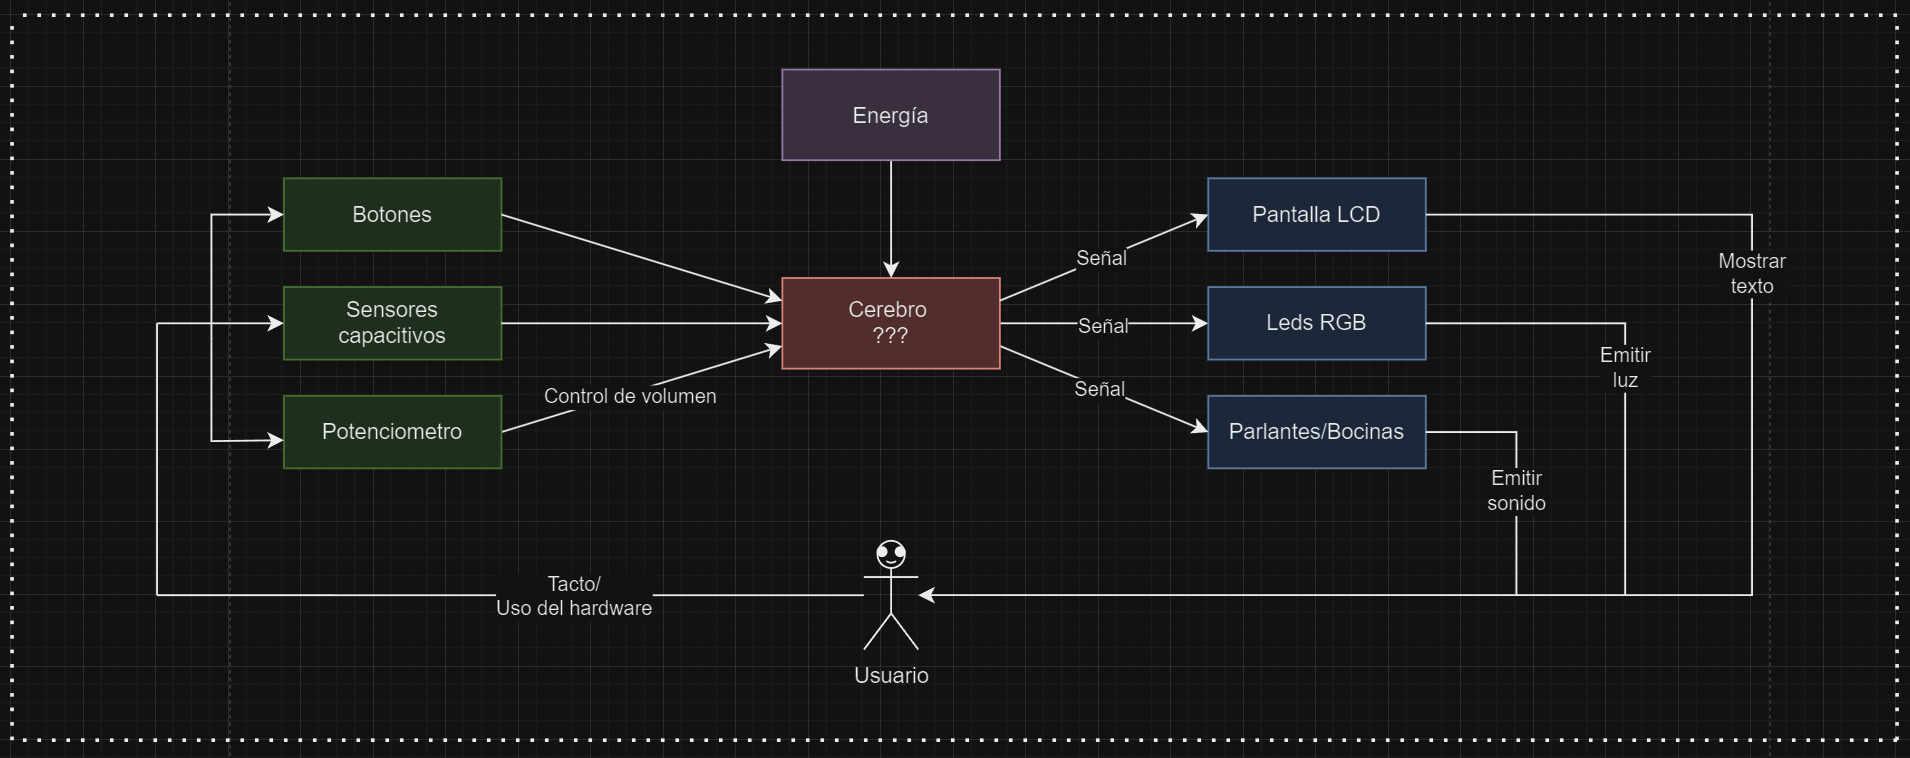 Energía
Botones
Pantalla LCD
Señal
Mostrar
texto
Sensores
capacitivos
Cerebro
???
Señal
Leds RGB
Emitir
luz
Control de volumen
Señal
Potenciometro
Parlantes/Bocinas
Emitir
sonido
Tacto/
Uso del hardware
Usuario